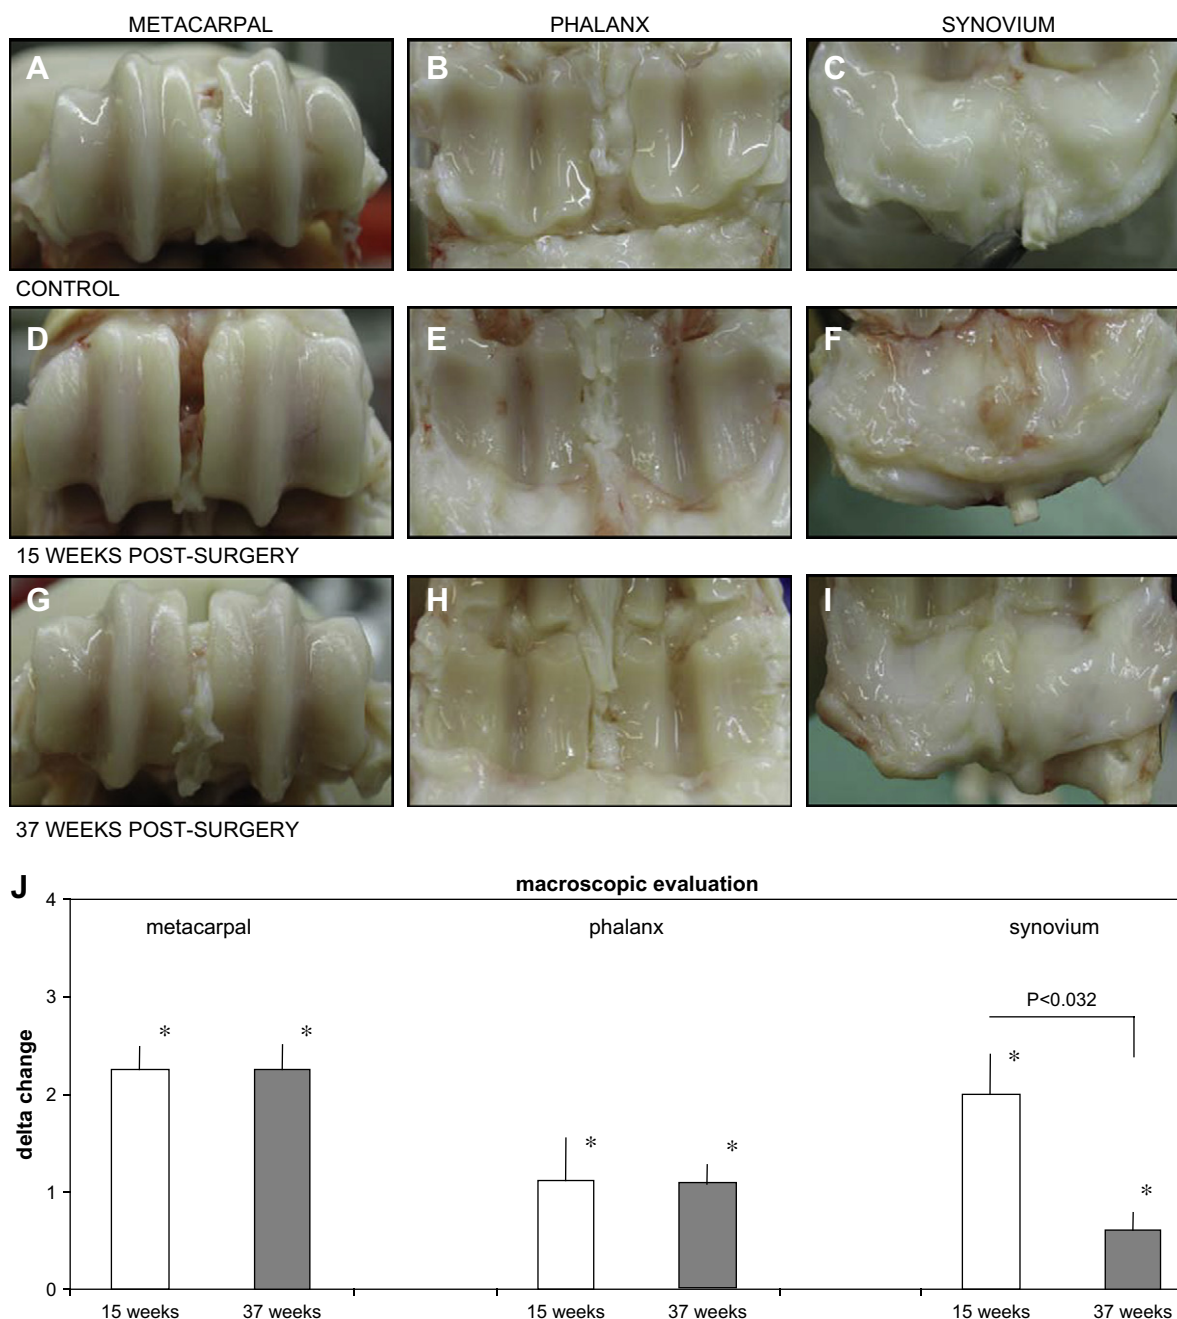 METACARPAL PHALANX SYNOVIUM
A B C
CONTROL
D E F
15 WEEKS POST-SURGERY
G H I
37 WEEKS POST-SURGERY
J macroscopic evaluation
4
metacarpal phalanx synovium
3
P<0.032
* *
*
2
* *
1
*
0
delta change
15 weeks 37 weeks 15 weeks 37 weeks 15 weeks 37 weeks